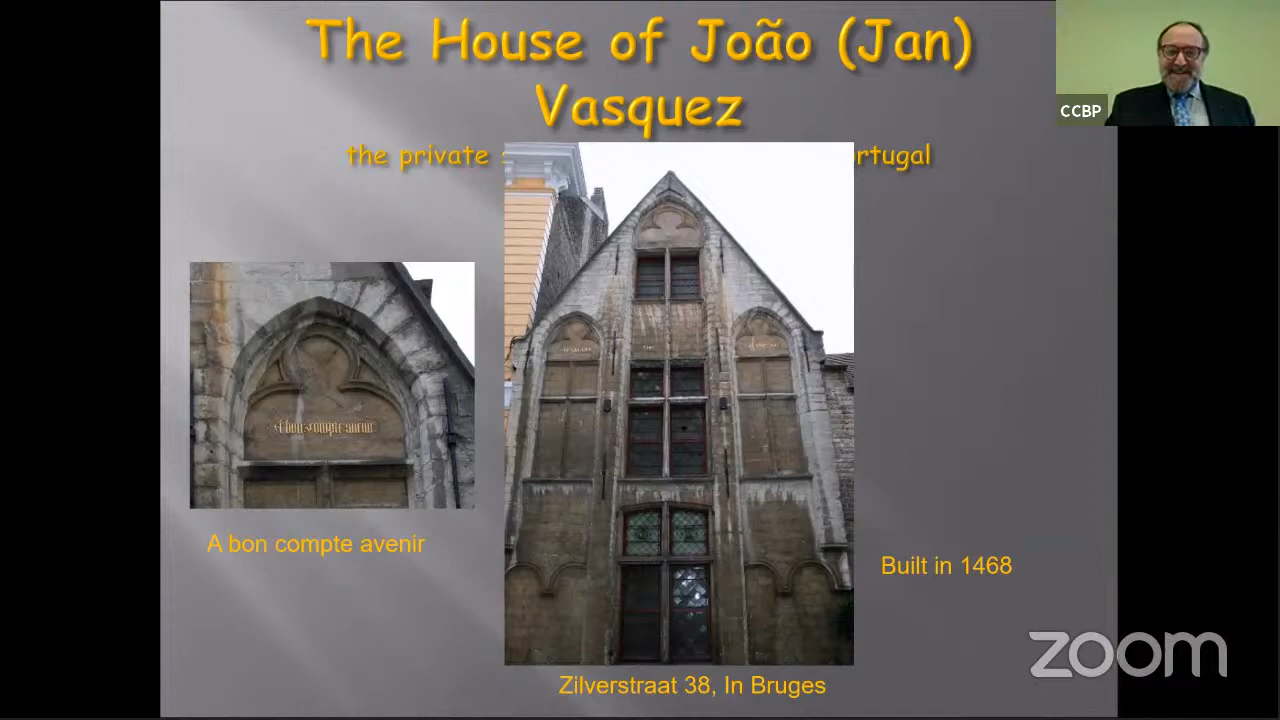 The House of João (Jan)
Vasquez
the private
CCBP
A bon compte avenir
A bon compte avenir
Built in 1468
Zilverstraat 38, In Bruges
zoom